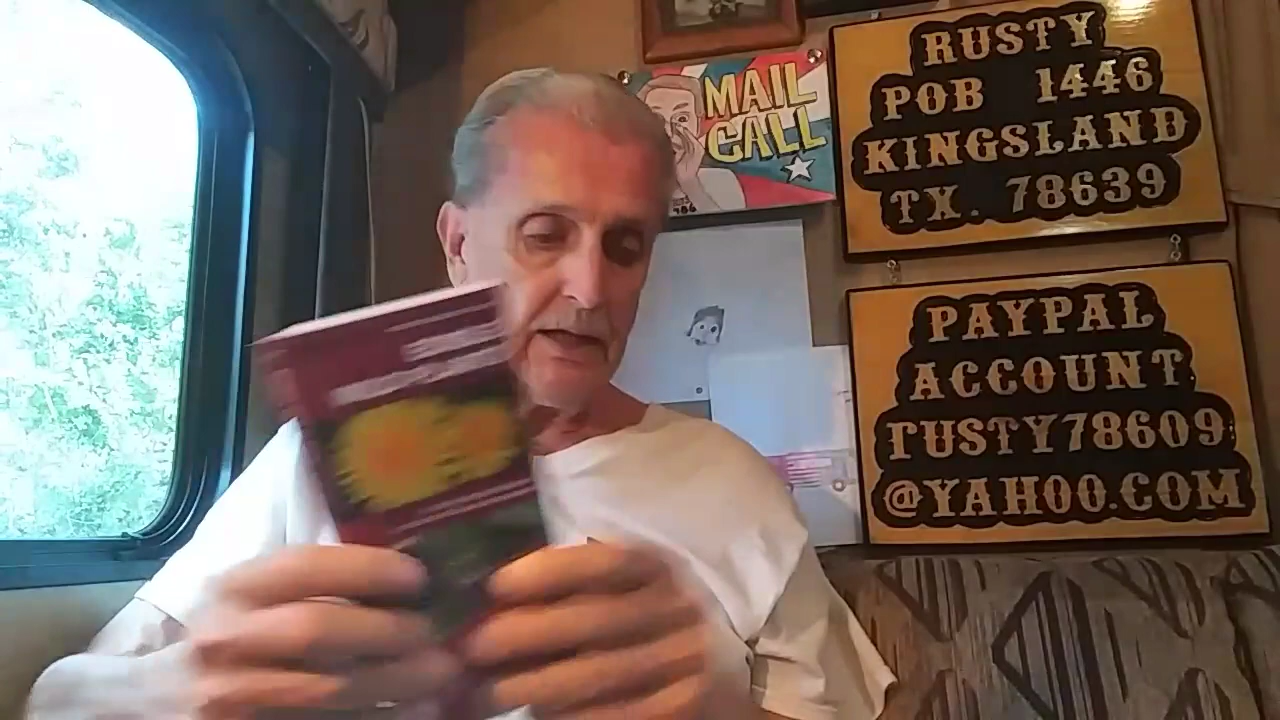 MAIL
CALL
RUSTY
POB 1446
KINGSLAND
TX. 78639
PAYPAL
ACCOUNT
rUSTY78609
@YAHOO.COM